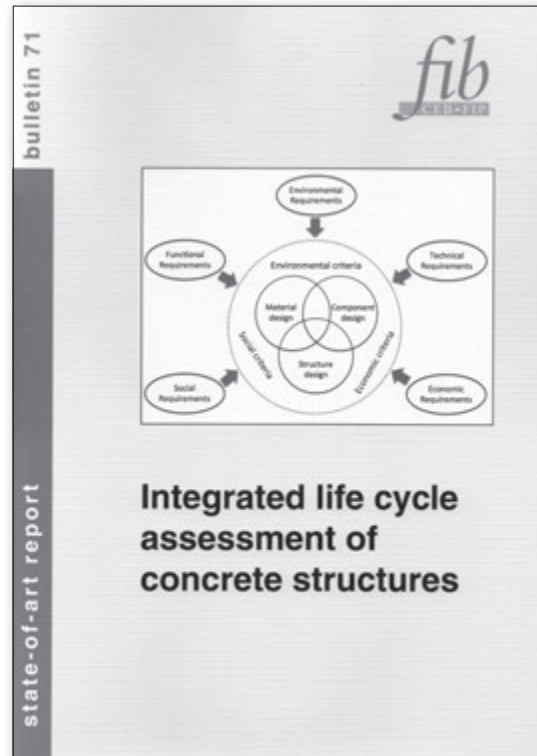 bulletin 71
fib
CEB-FIP
Environmental
Requirements
Functional
Requirements
Environmental criteria
Technical
Requirements
Material
design
Component
design
Social criteria
Structure
design
Economic criteria
Social
Requirements
Economic
Requirements
Integrated life cycle
assessment of
concrete structures
state-of-art report